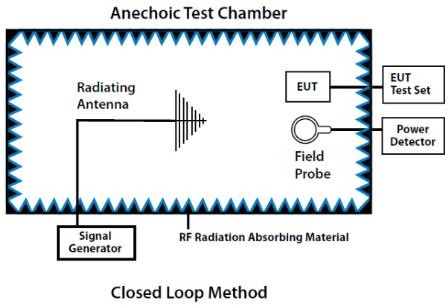 Anechoic Test Chamber
Radiating
Antenna
EUT
EUT
Test Set
Field
Probe
Power
Detector
Signal
Generator
RF Radiation Absorbing Material
Closed Loop Method